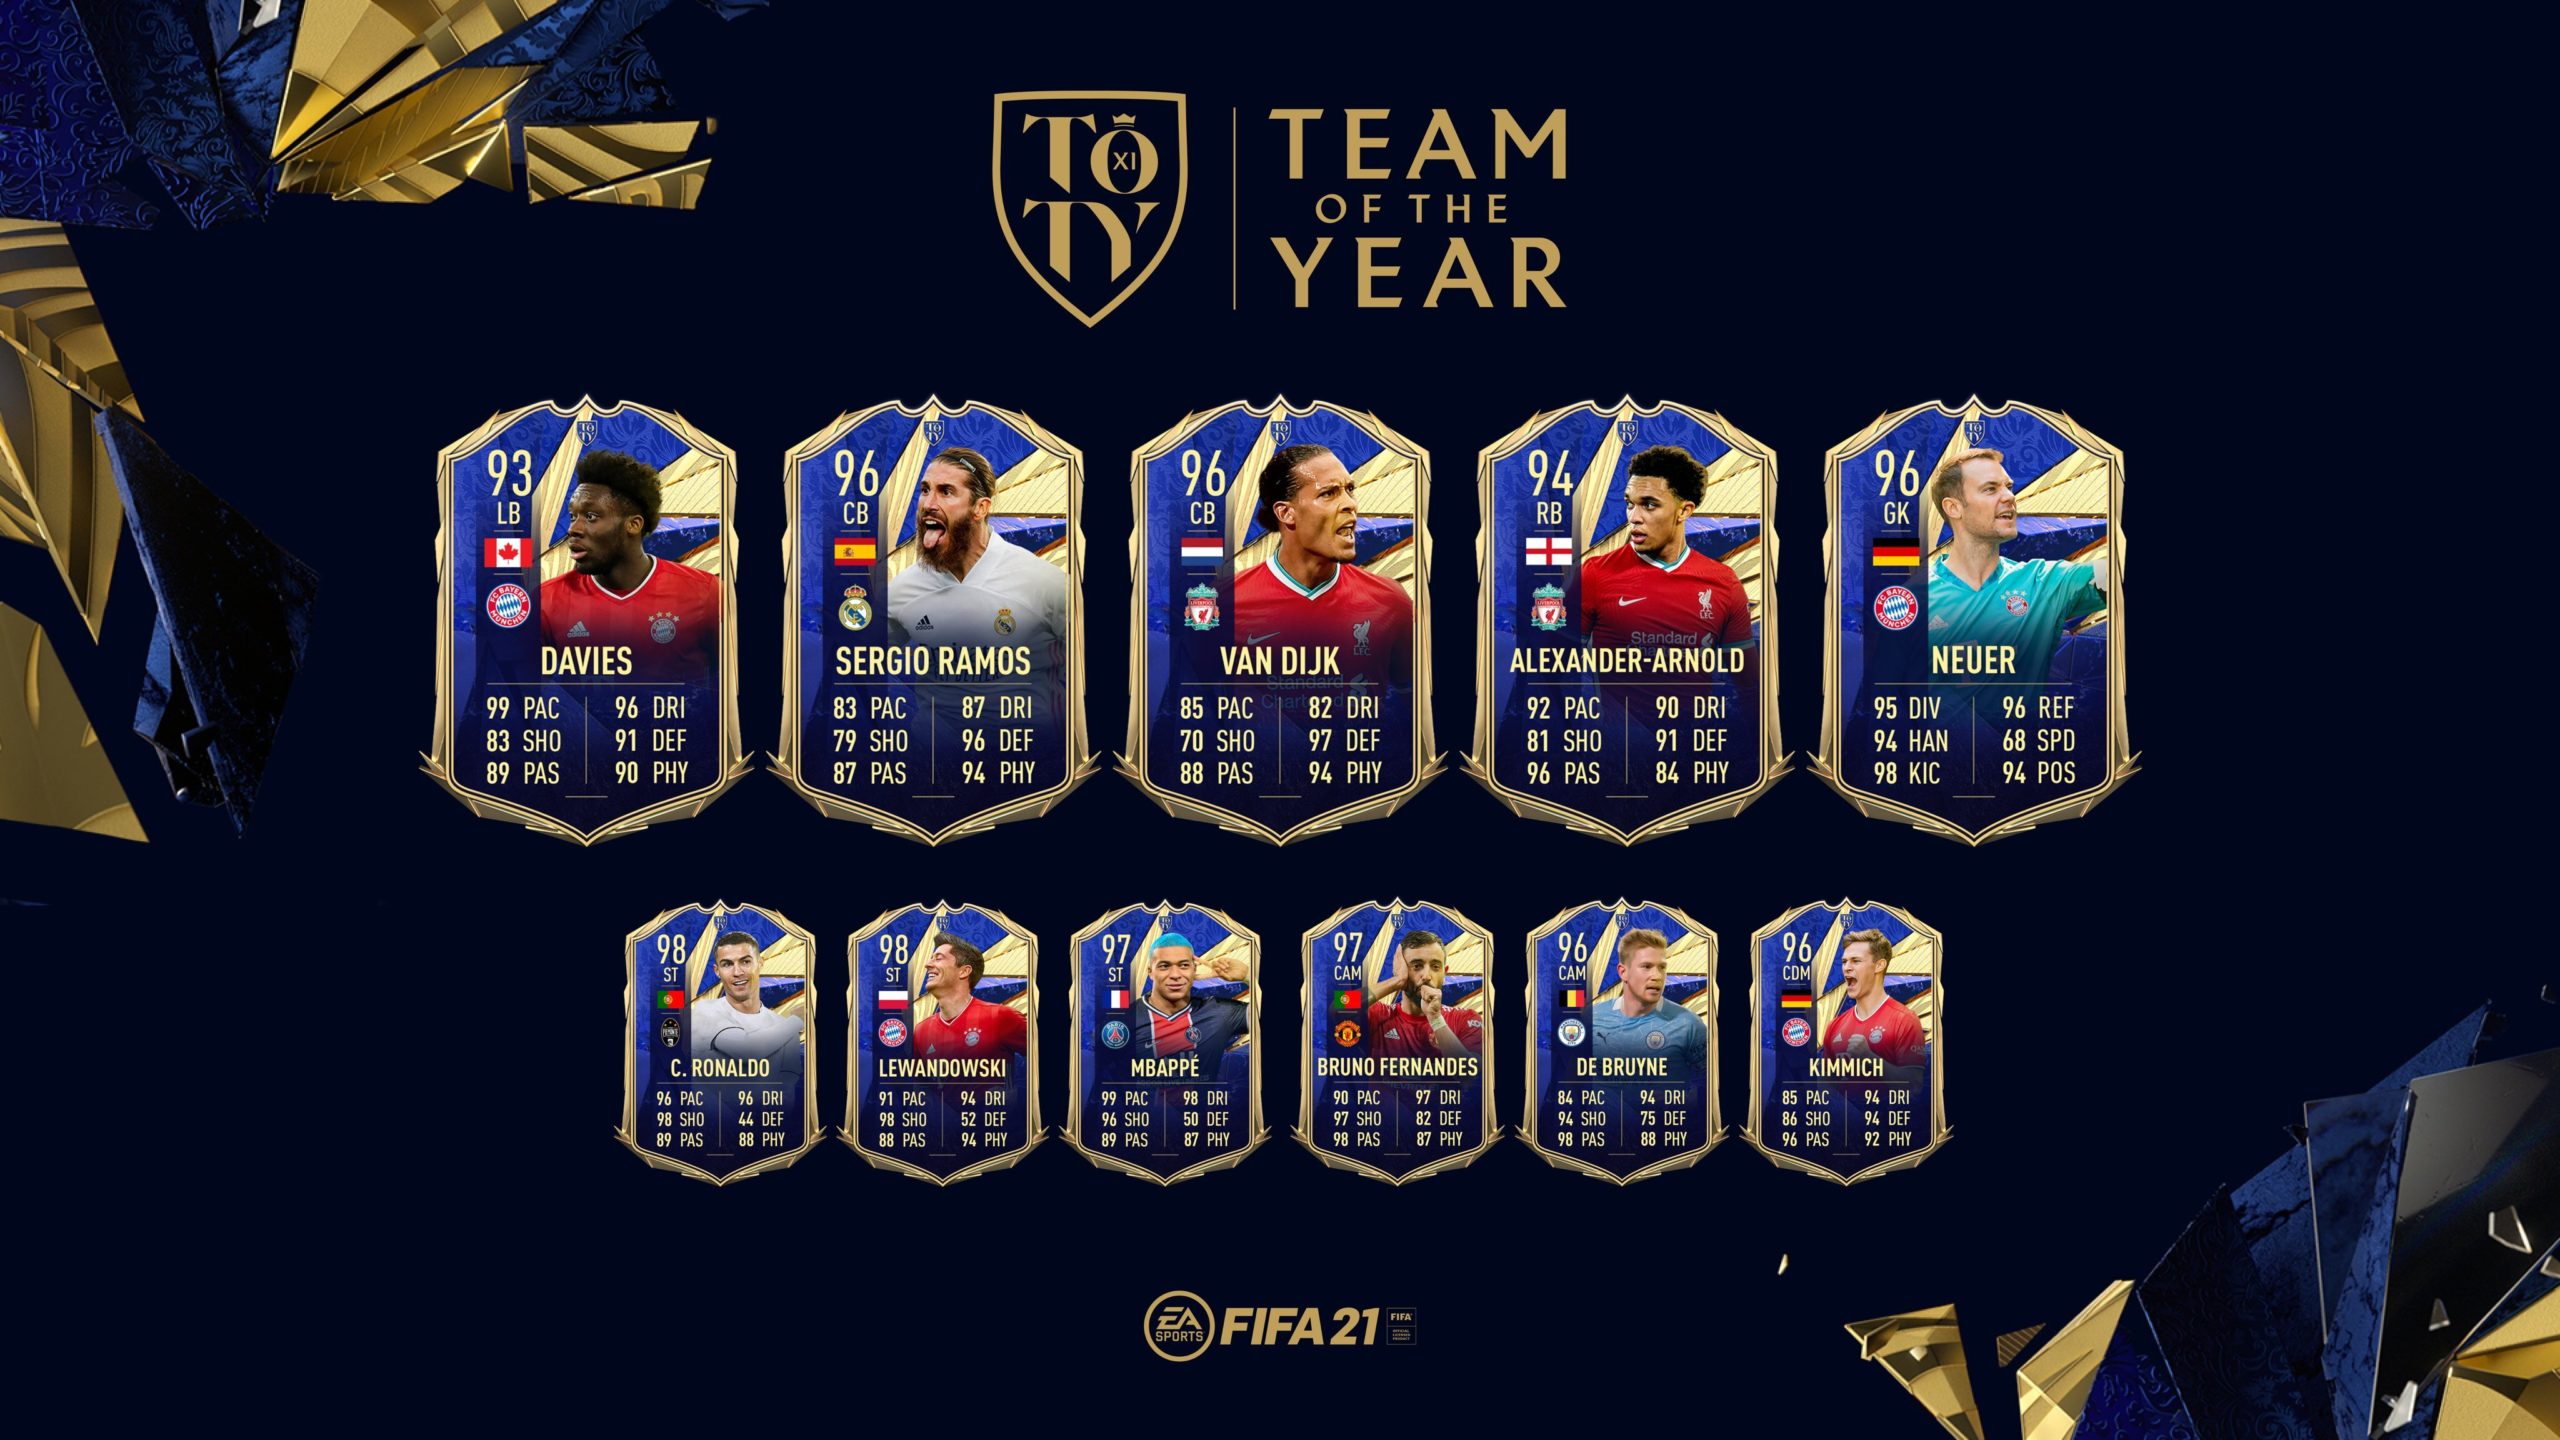 TOTY
XI
TEAM
OF THE
YEAR
93
LB
DAVIES
99 PAC 96 DRI
83 SHO 91 DEF
89 PAS 90 PHY
96
CB
SERGIO RAMOS
83 PAC 87 DRI
79 SHO 96 DEF
87 PAS 94 PHY
96
CB
VAN DIJK
85 PAC 82 DRI
70 SHO 97 DEF
88 PAS 94 PHY
94
RB
ALEXANDER-ARNOLD
92 PAC 90 DRI
81 SHO 91 DEF
96 PAS 84 PHY
96
GK
NEUER
95 DIV 96 REF
94 HAN 68 SPD
98 KIC 94 POS
98
ST
C. RONALDO
96 PAC 96 DRI
98 SHO 44 DEF
89 PAS 88 PHY
98
ST
LEWANDOWSKI
91 PAC 94 DRI
98 SHO 52 DEF
88 PAS 94 PHY
97
ST
MBAPPÉ
99 PAC 98 DRI
96 SHO 50 DEF
89 PAS 87 PHY
97
CAM
BRUNO FERNANDES
90 PAC 97 DRI
97 SHO 82 DEF
98 PAS 87 PHY
96
CAM
DE BRUYNE
84 PAC 94 DRI
94 SHO 75 DEF
98 PAS 88 PHY
96
CDM
KIMMICH
85 PAC 94 DRI
86 SHO 94 DEF
96 PAS 92 PHY
EA
SPORTS
FIFA 21
FIFA
OFFICIAL
LICENSED
PRODUCT